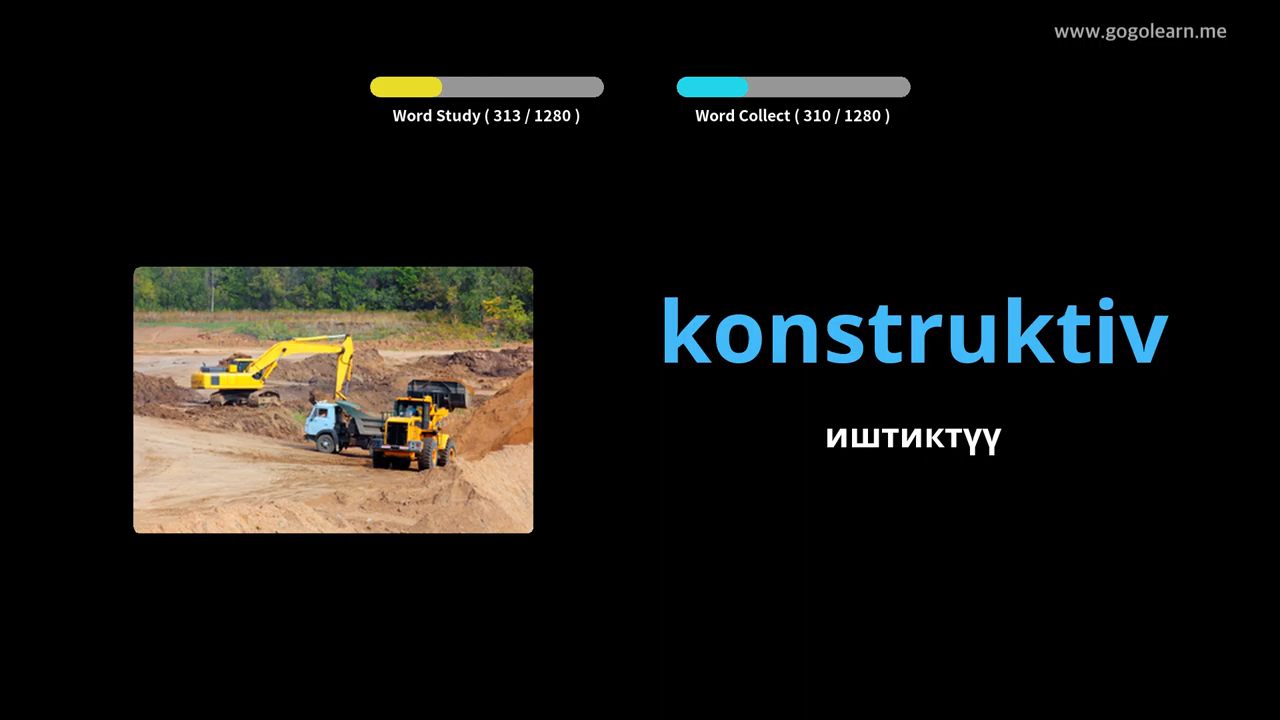 www.gogolearn.me
Word Study ( 313 / 1280 )
Word Collect ( 310 / 1280 )
konstruktiv
иштиктүү